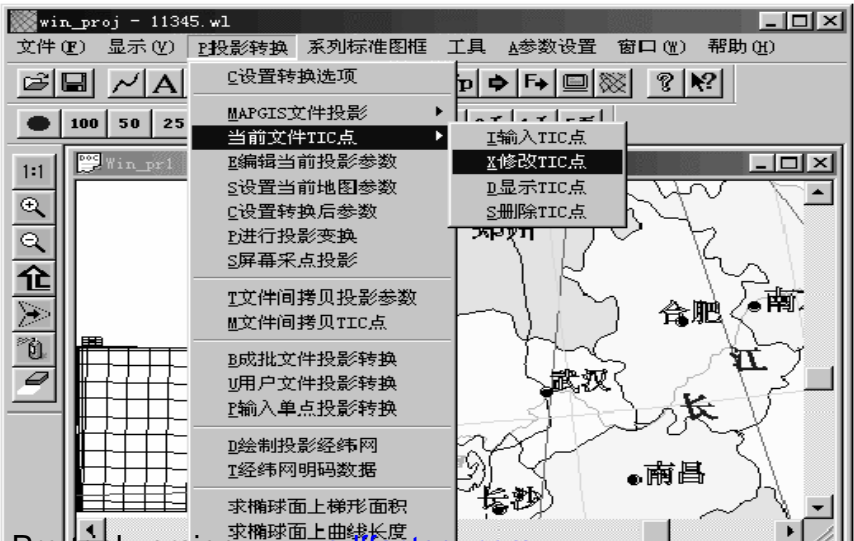 win_proj - 11345.wl
文件(F) 显示(V) P投影转换 系列标准图框 工具 A参数设置 窗口(W) 帮助(H)
A
100 50 25
1:1
Win_pr1
C设置转换选项
MAPGIS文件投影
当前文件TIC点
E编辑当前投影参数
S设置当前地图参数
C设置转换后参数
P进行投影变换
S屏幕采点投影
T文件间拷贝投影参数
M文件间拷贝TIC点
B成批文件投影转换
U用户文件投影转换
P输入单点投影转换
D绘制投影经纬网
T经纬网明码数据
求椭球面上梯形面积
求椭球面上曲线长度
I输入TIC点
X修改TIC点
D显示TIC点
S删除TIC点
郑州
合肥
南
江
武汉
长
南昌
长沙